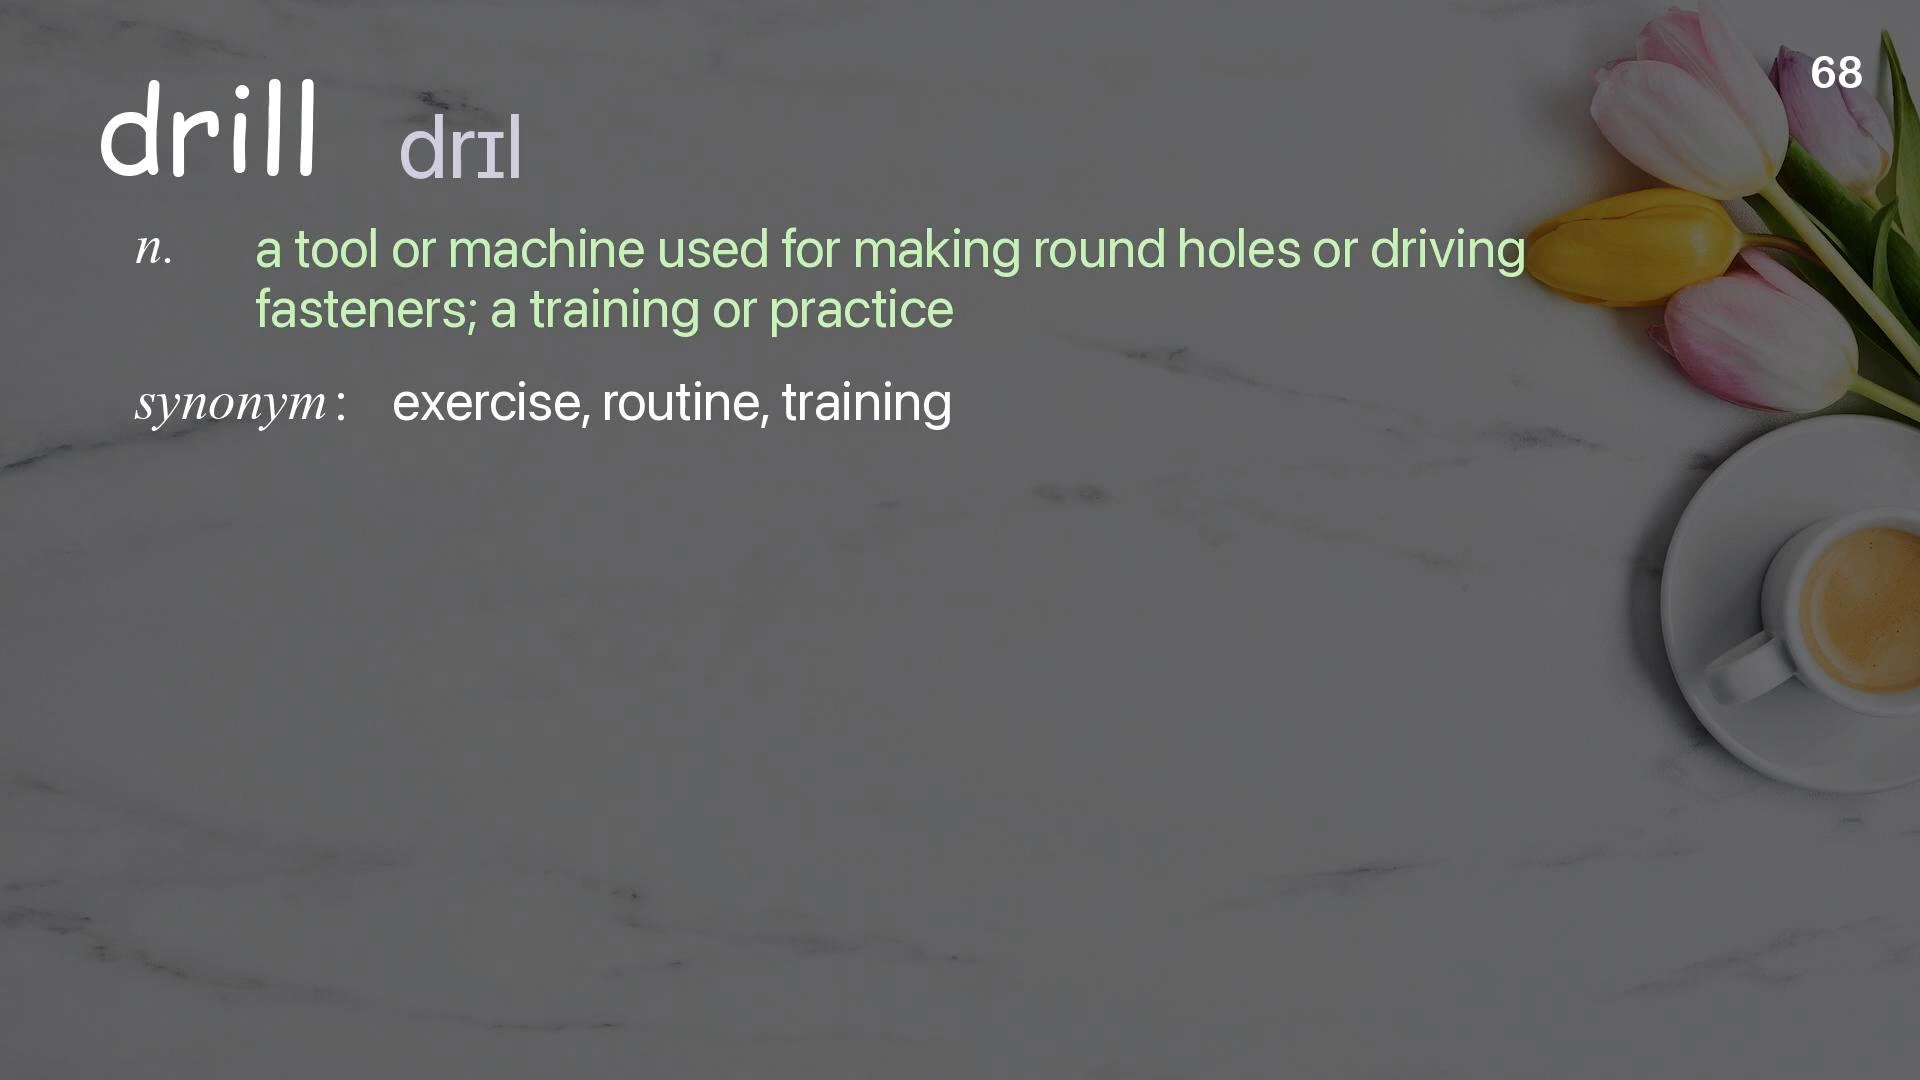 68
drill drɪl
n. a tool or machine used for making round holes or driving
fasteners; a training or practice
synonym: exercise, routine, training